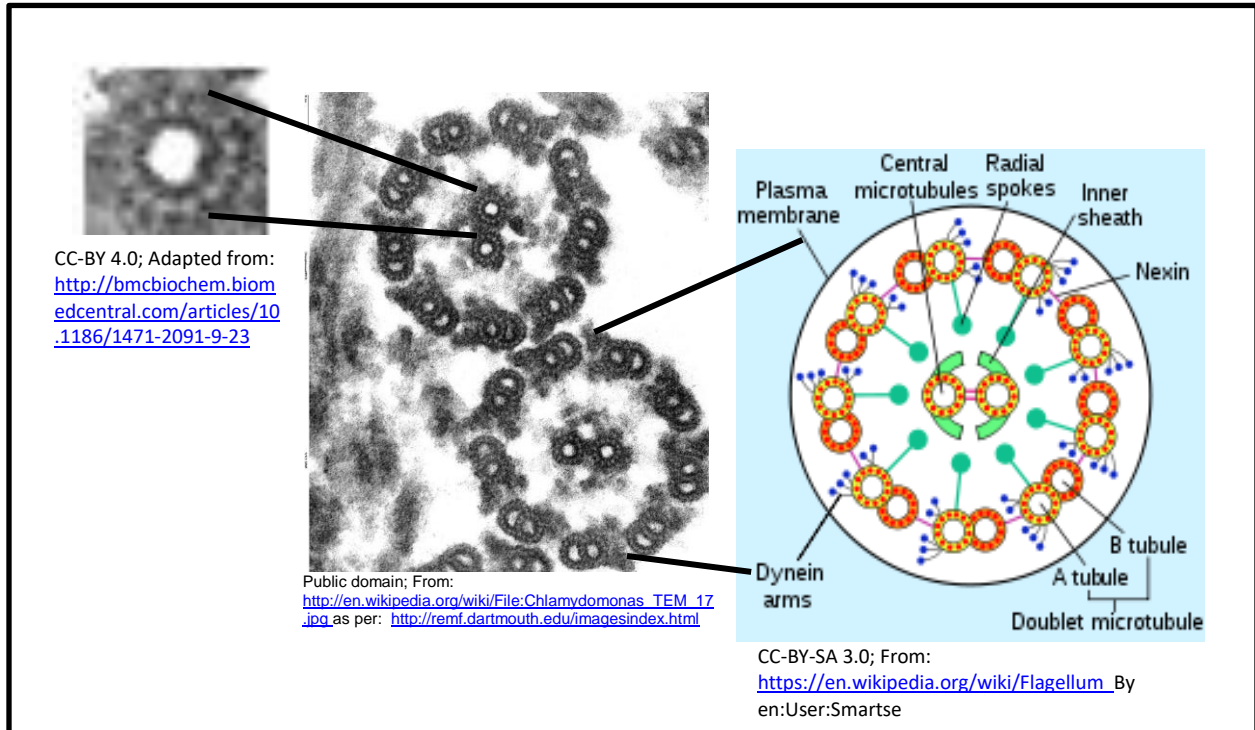 CC-BY 4.0; Adapted from:
http://bmcbiochem.biom
edcentral.com/articles/10
.1186/1471-2091-9-23
Public domain; From:
http://en.wikipedia.org/wiki/File:Chlamydomonas_TEM_17
.jpg as per: http://remf.dartmouth.edu/imagesindex.html
Plasma
membrane
Central
microtubules
Radial
spokes
Inner
sheath
Nexin
Dynein
arms
B tubule
A tubule
Doublet microtubule
CC-BY-SA 3.0; From:
https://en.wikipedia.org/wiki/Flagellum By
en:User:Smartse